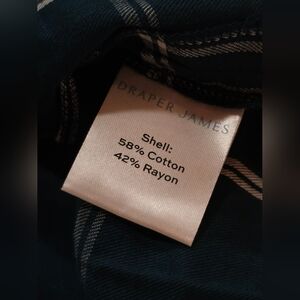 DRAPER JAMES
Shell:
58% Cotton
42% Rayon